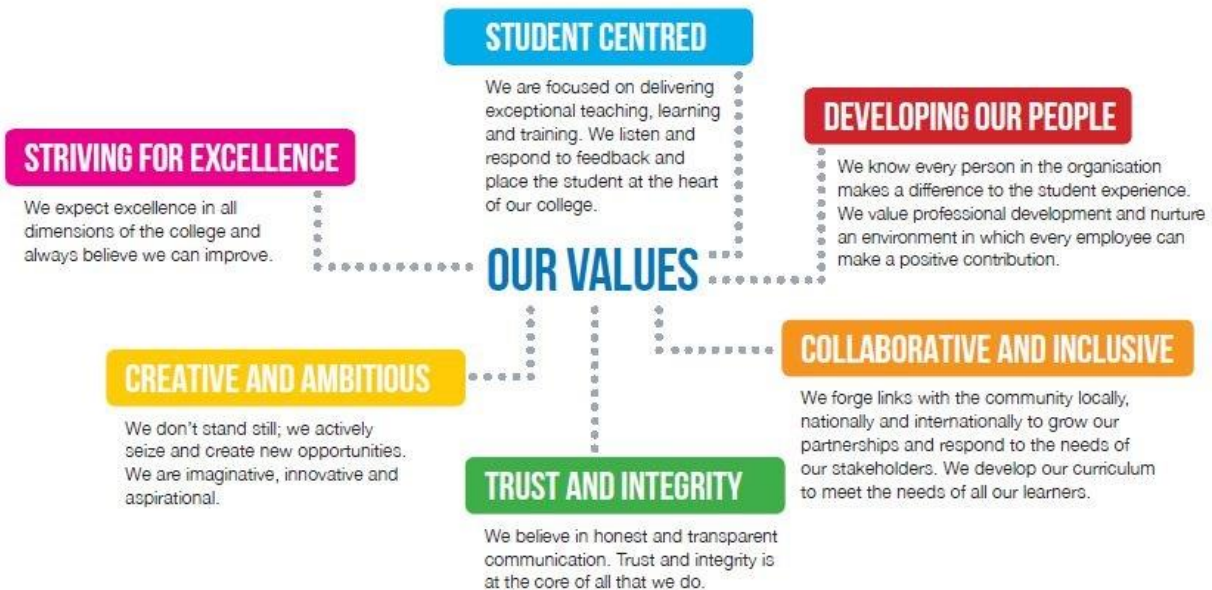 STUDENT CENTRED
We are focused on delivering
exceptional teaching, learning
and training. We listen and
respond to feedback and
place the student at the heart
of our college.
DEVELOPING OUR PEOPLE
We know every person in the organisation
makes a difference to the student experience.
We value professional development and nurture
an environment in which every employee can
make a positive contribution.
STRIVING FOR EXCELLENCE
We expect excellence in all
dimensions of the college and
always believe we can improve.
OUR VALUES
CREATIVE AND AMBITIOUS
We don't stand still; we actively
seize and create new opportunities.
We are imaginative, innovative and
aspirational.
COLLABORATIVE AND INCLUSIVE
We forge links with the community locally,
nationally and internationally to grow our
partnerships and respond to the needs of
our stakeholders. We develop our curriculum
to meet the needs of all our learners.
TRUST AND INTEGRITY
We believe in honest and transparent
communication. Trust and integrity is
at the core of all that we do.